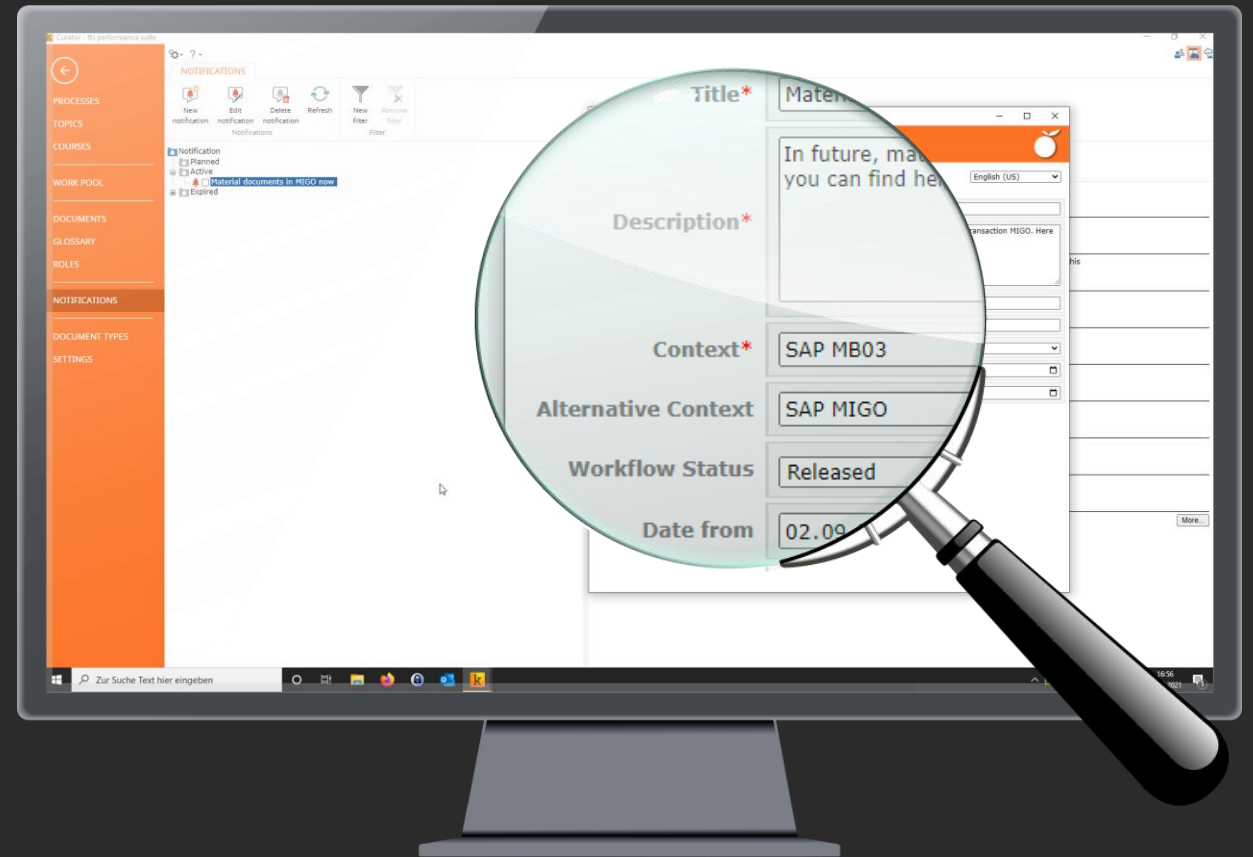 Curator - tts performance suite
? -
NOTIFICATIONS
PROCESSES
TOPICS
COURSES
WORK POOL
DOCUMENTS
GLOSSARY
ROLES
NOTIFICATIONS
DOCUMENT TYPES
SETTINGS
New notification
Edit notification
Delete notification
Refresh
New filter
Remove filter
Notifications
Filter
Notification
Planned
Active
Material documents in MIGO now
Expired
Title*
Mater
In future, mat
you can find her
Description*
Context*
SAP MB03
Alternative Context
SAP MIGO
Workflow Status
Released
Date from
02.09
English (US)
ransaction MIGO. Here
his
More...
Zur Suche Text hier eingeben
k
16:56
2021